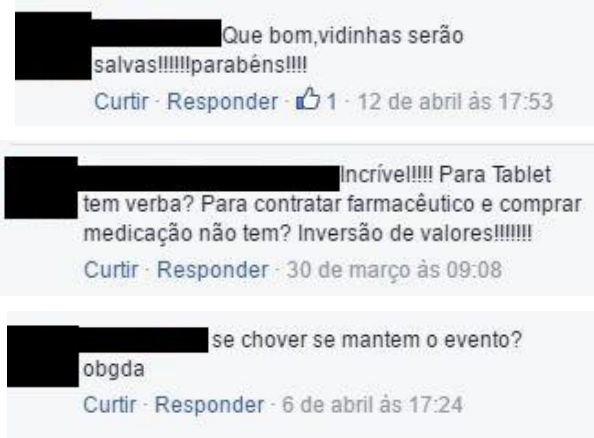 Que bom,vidinhas serão
salvas!!!!!!parabéns!!!!
Curtir · Responder · 1 · 12 de abril às 17:53
Incrível!!!! Para Tablet
tem verba? Para contratar farmacêutico e comprar
medicação não tem? Inversão de valores!!!!!!!
Curtir · Responder · 30 de março às 09:08
se chover se mantem o evento?
obgda
Curtir · Responder · 6 de abril às 17:24